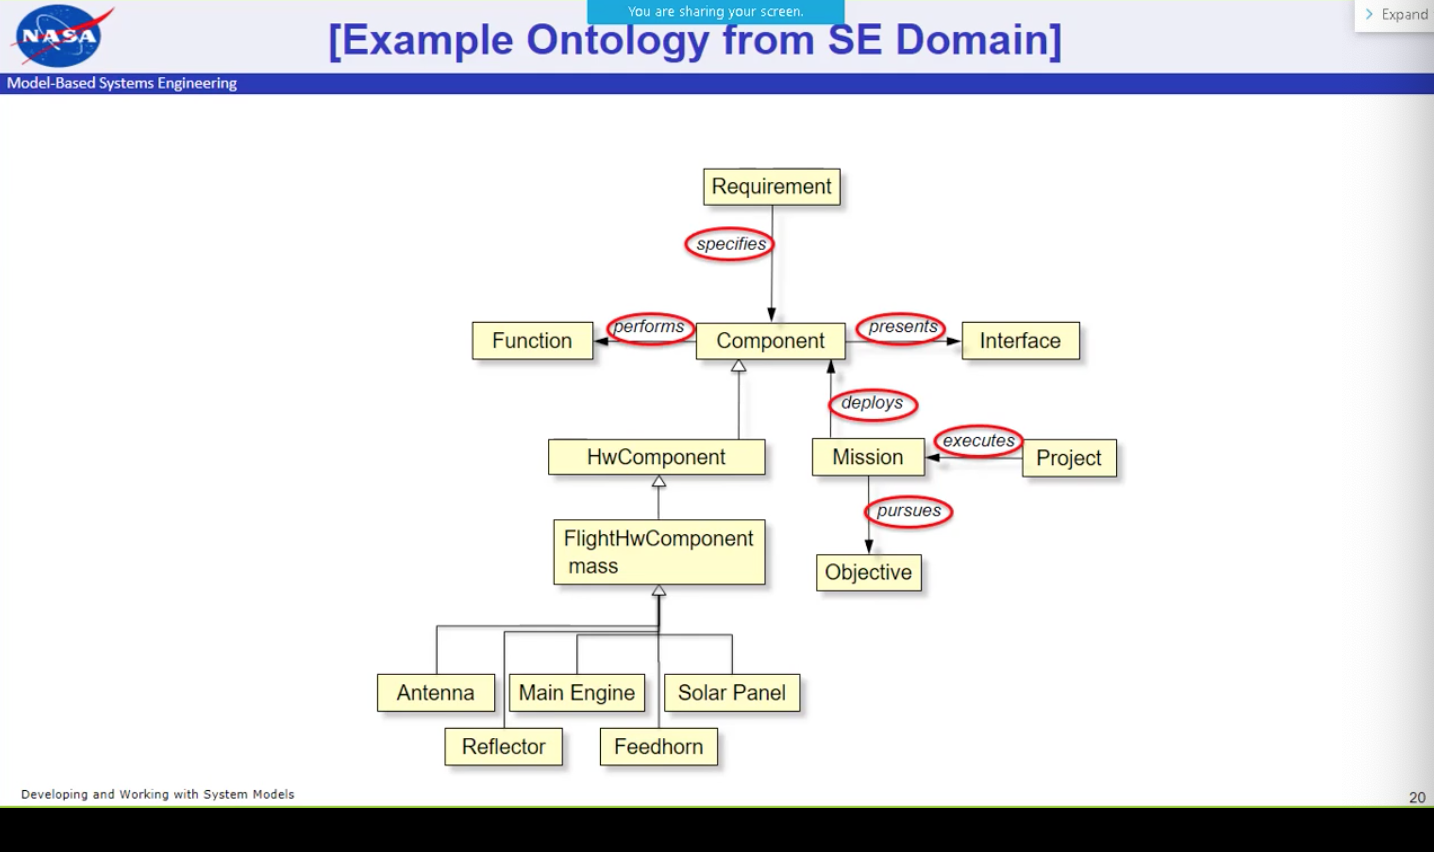 You are sharing your screen.
Expand
NASA
[Example Ontology from SE Domain]
Model-Based Systems Engineering
Requirement
specifies
Function
performs
Component
presents
Interface
deploys
HwComponent
Mission
executes
Project
pursues
FlightHwComponent
mass
Objective
Antenna
Main Engine
Solar Panel
Reflector
Feedhorn
Developing and Working with System Models
20